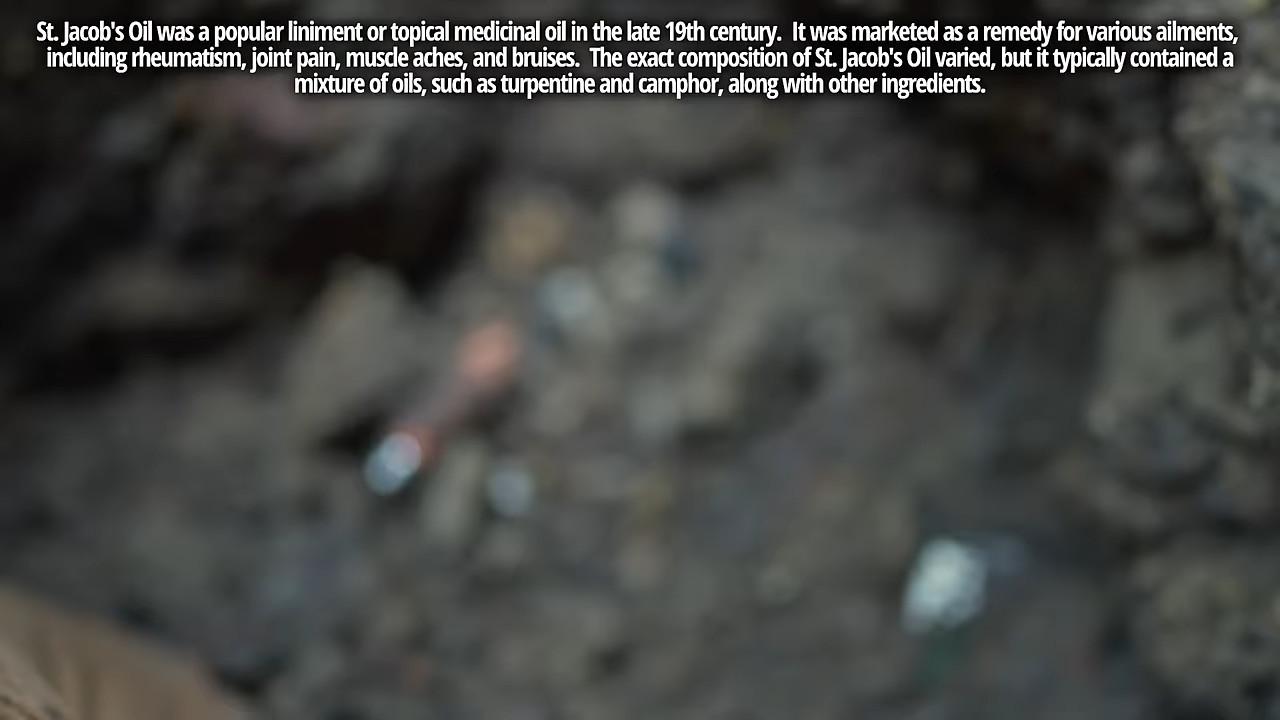 St. Jacob's Oil was a popular liniment or topical medicinal oil in the late 19th century.  It was marketed as a remedy for various ailments,
including rheumatism, joint pain, muscle aches, and bruises.  The exact composition of St. Jacob's Oil varied, but it typically contained a
mixture of oils, such as turpentine and camphor, along with other ingredients.